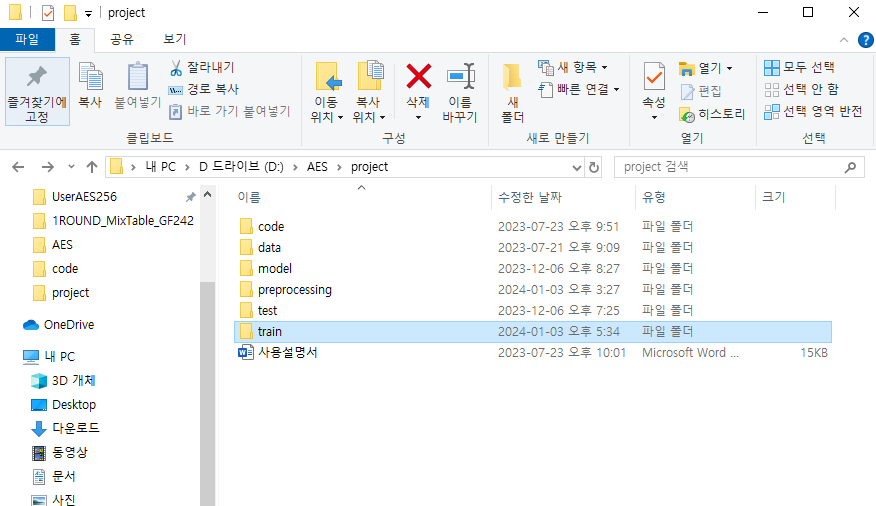 project
파일 홈 공유 보기
즐겨찾기에 고정
복사
붙여넣기
잘라내기
경로 복사
바로 가기 붙여넣기
클립보드
이동 위치
복사 위치
삭제
이름 바꾸기
구성
새 폴더
새 항목
빠른 연결
새로 만들기
속성
열기
편집
히스토리
열기
모두 선택
선택 안 함
선택 영역 반전
선택
내 PC > D 드라이브 (D:) > AES > project
project 검색
UserAES256
1ROUND_MixTable_GF242
AES
code
project
OneDrive
내 PC
3D 개체
Desktop
다운로드
동영상
문서
사진
이름 수정한 날짜 유형 크기
code 2023-07-23 오후 9:51 파일 폴더
data 2023-07-21 오후 9:09 파일 폴더
model 2023-12-06 오후 8:27 파일 폴더
preprocessing 2024-01-03 오후 3:27 파일 폴더
test 2023-12-06 오후 7:25 파일 폴더
train 2024-01-03 오후 5:34 파일 폴더
사용설명서 2023-07-23 오후 10:01 Microsoft Word ... 15KB